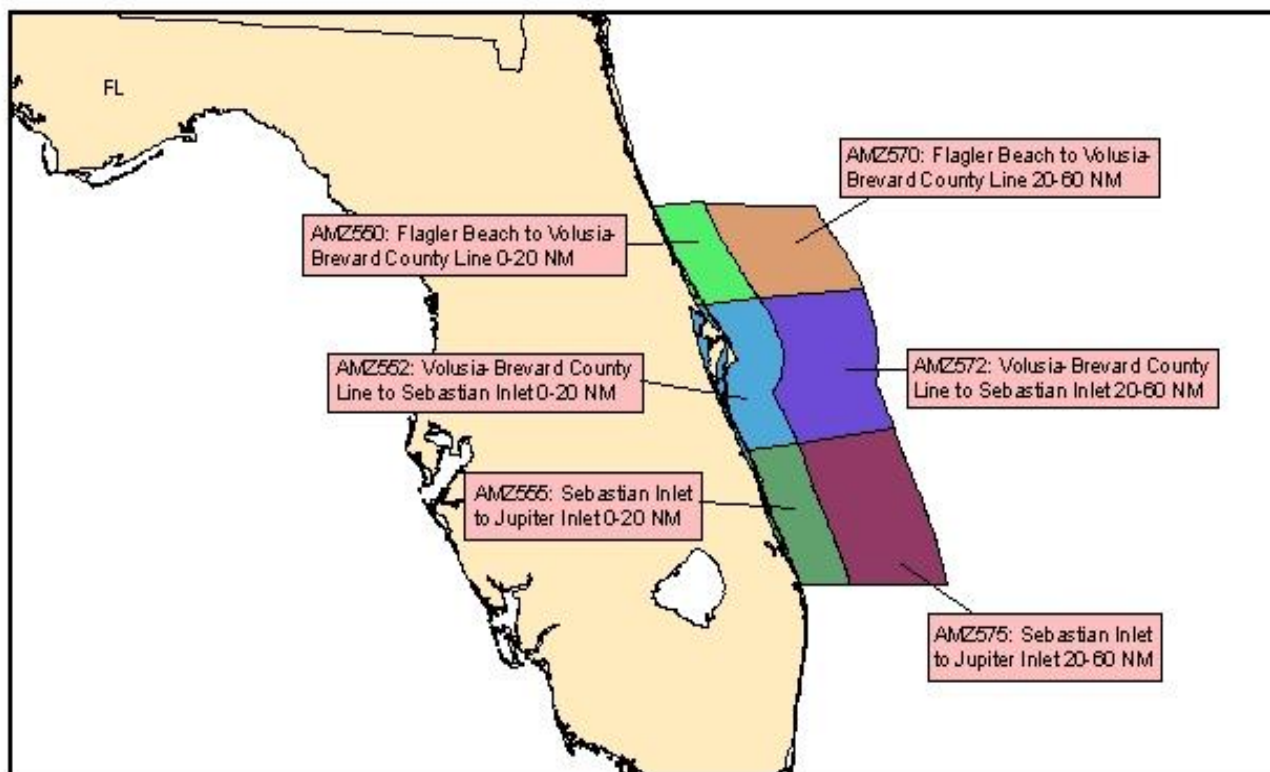 FL
AMZ570: Flagler Beach to Volusia-
Brevard County Line 20-60 NM
AMZ550: Flagler Beach to Volusia-
Brevard County Line 0-20 NM
AMZ552: Volusia-Brevard County
Line to Sebastian Inlet 0-20 NM
AMZ572: Volusia-Brevard County
Line to Sebastian Inlet 20-60 NM
AMZ555: Sebastian Inlet
to Jupiter Inlet 0-20 NM
AMZ575: Sebastian Inlet
to Jupiter Inlet 20-60 NM